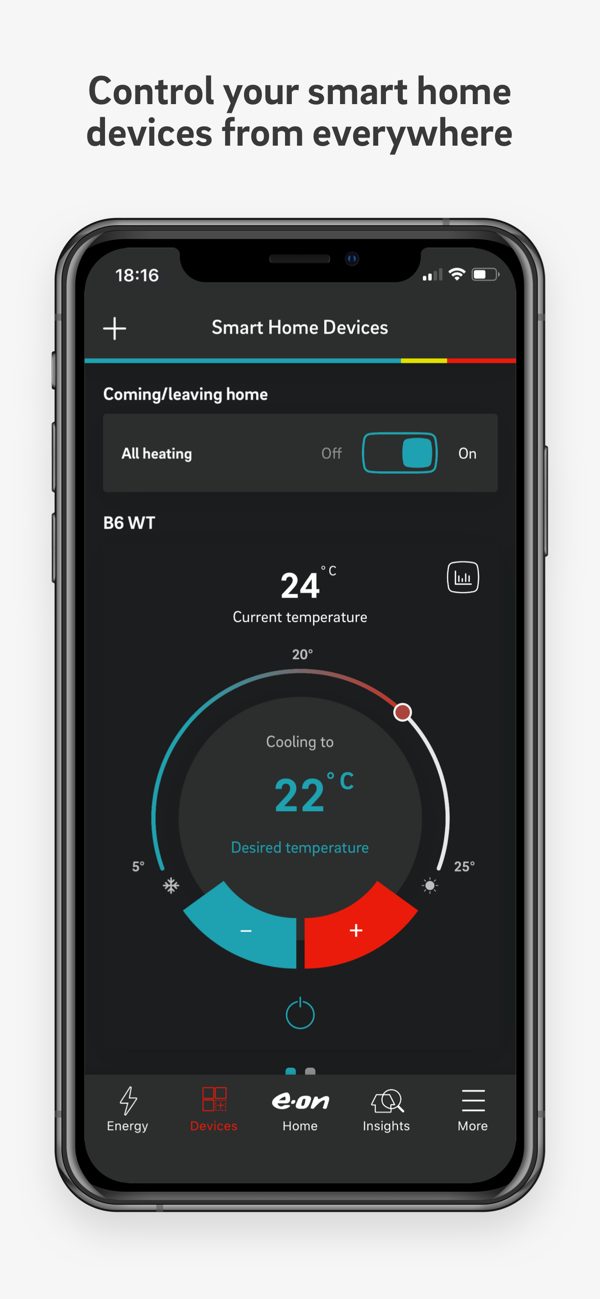 Control your smart home
devices from everywhere
18:16
Smart Home Devices
Coming/leaving home
All heating Off On
B6 WT
24°C
Current temperature
20°
Cooling to
22°C
Desired temperature
5° 25°
− +
e·on
Energy Devices Home Insights More